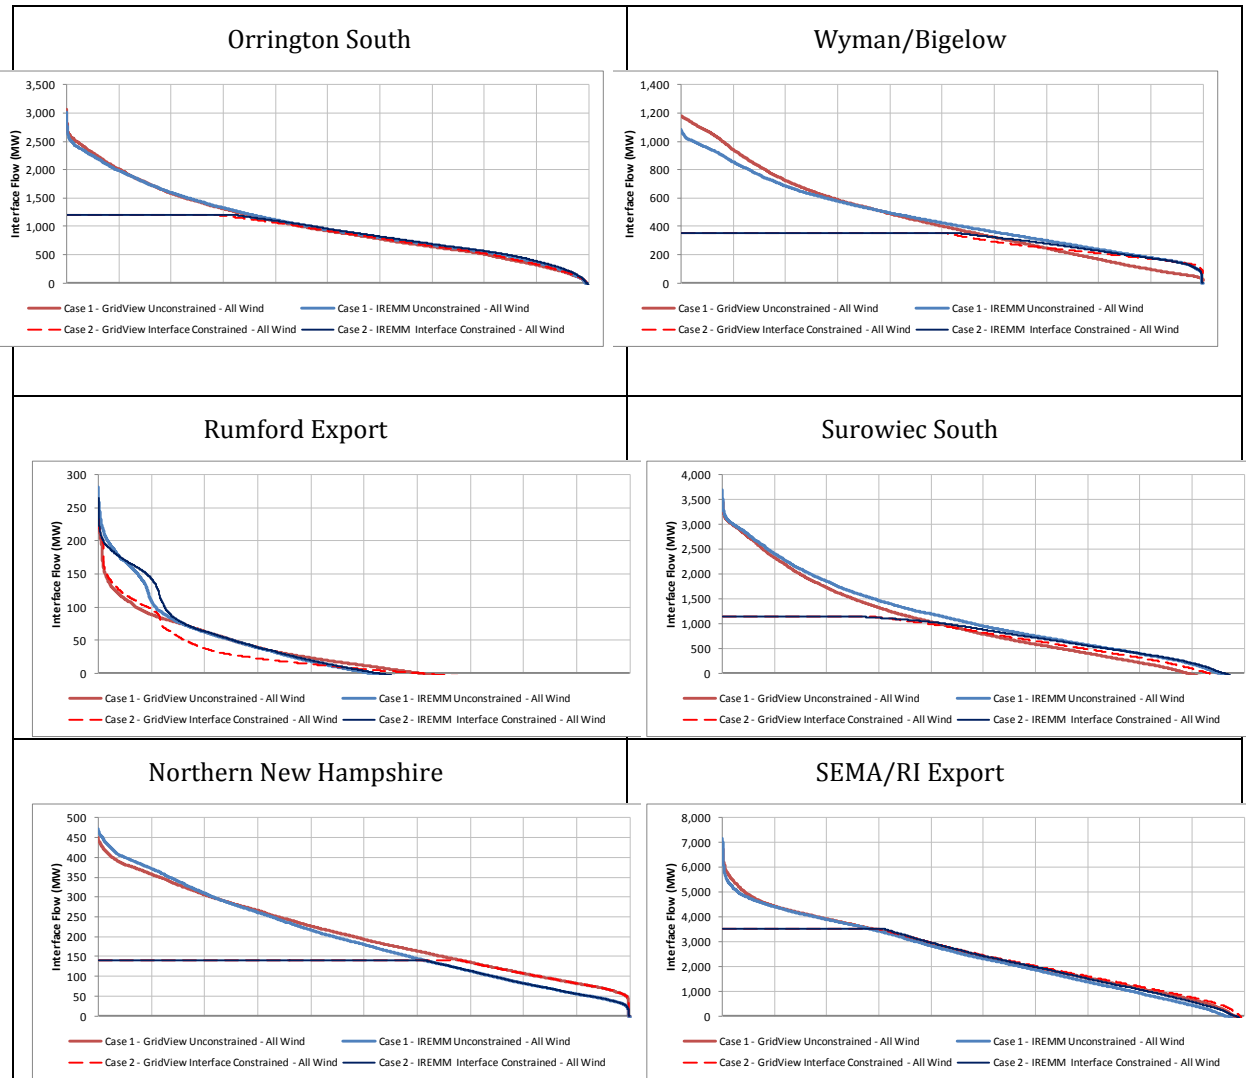 Orrington South
3,500
3,000
2,500
2,000
1,500
1,000
500
0
Interface Flow (MW)
Case 1 - GridView Unconstrained - All Wind
Case 1 - IREMM Unconstrained - All Wind
Case 2 - GridView Interface Constrained - All Wind
Case 2 - IREMM Interface Constrained - All Wind
Wyman/Bigelow
1,400
1,200
1,000
800
600
400
200
0
Interface Flow (MW)
Case 1 - GridView Unconstrained - All Wind
Case 1 - IREMM Unconstrained - All Wind
Case 2 - GridView Interface Constrained - All Wind
Case 2 - IREMM Interface Constrained - All Wind
Rumford Export
300
250
200
150
100
50
0
Interface Flow (MW)
Case 1 - GridView Unconstrained - All Wind
Case 1 - IREMM Unconstrained - All Wind
Case 2 - GridView Interface Constrained - All Wind
Case 2 - IREMM Interface Constrained - All Wind
Surowiec South
4,000
3,500
3,000
2,500
2,000
1,500
1,000
500
0
Interface Flow (MW)
Case 1 - GridView Unconstrained - All Wind
Case 1 - IREMM Unconstrained - All Wind
Case 2 - GridView Interface Constrained - All Wind
Case 2 - IREMM Interface Constrained - All Wind
Northern New Hampshire
500
450
400
350
300
250
200
150
100
50
0
Interface Flow (MW)
Case 1 - GridView Unconstrained - All Wind
Case 1 - IREMM Unconstrained - All Wind
Case 2 - GridView Interface Constrained - All Wind
Case 2 - IREMM Interface Constrained - All Wind
SEMA/RI Export
8,000
7,000
6,000
5,000
4,000
3,000
2,000
1,000
0
Interface Flow (MW)
Case 1 - GridView Unconstrained - All Wind
Case 1 - IREMM Unconstrained - All Wind
Case 2 - GridView Interface Constrained - All Wind
Case 2 - IREMM Interface Constrained - All Wind